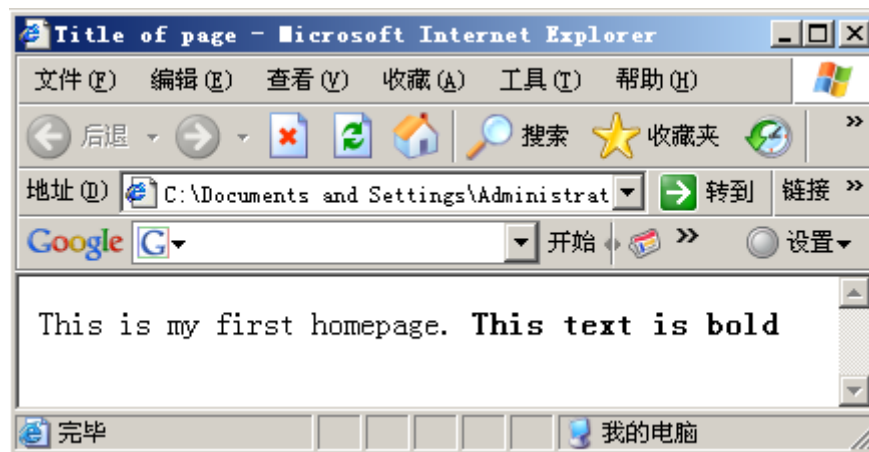 Title of page - Microsoft Internet Explorer
文件(F) 编辑(E) 查看(V) 收藏(A) 工具(T) 帮助(H)
后退 搜索 收藏夹 »
地址(D) C:\Documents and Settings\Administrat 转到 链接 »
Google G 开始 » 设置
This is my first homepage. This text is bold
完毕 我的电脑